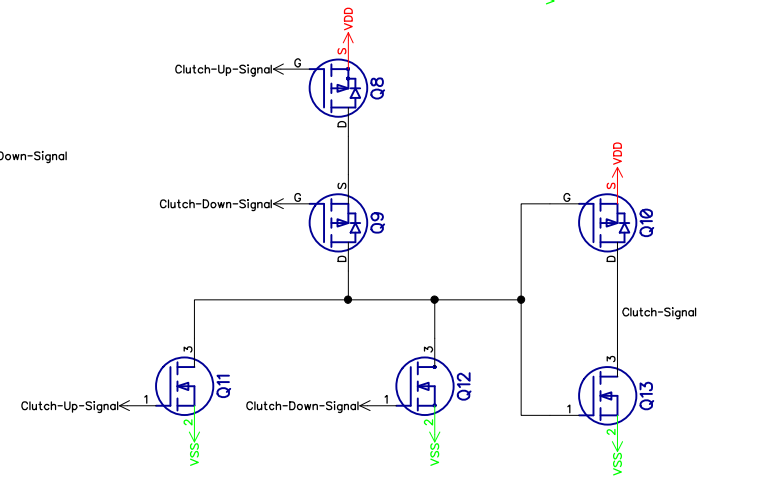 VDD
S
Clutch-Up-Signal
G
Q8
D
Down-Signal
VDD
S
S
Clutch-Down-Signal
G
Q9
G
Q10
D
D
Clutch-Signal
3
3
3
Clutch-Up-Signal
1
Q11
Clutch-Down-Signal
1
Q12
1
Q13
2
2
2
VSS
VSS
VSS